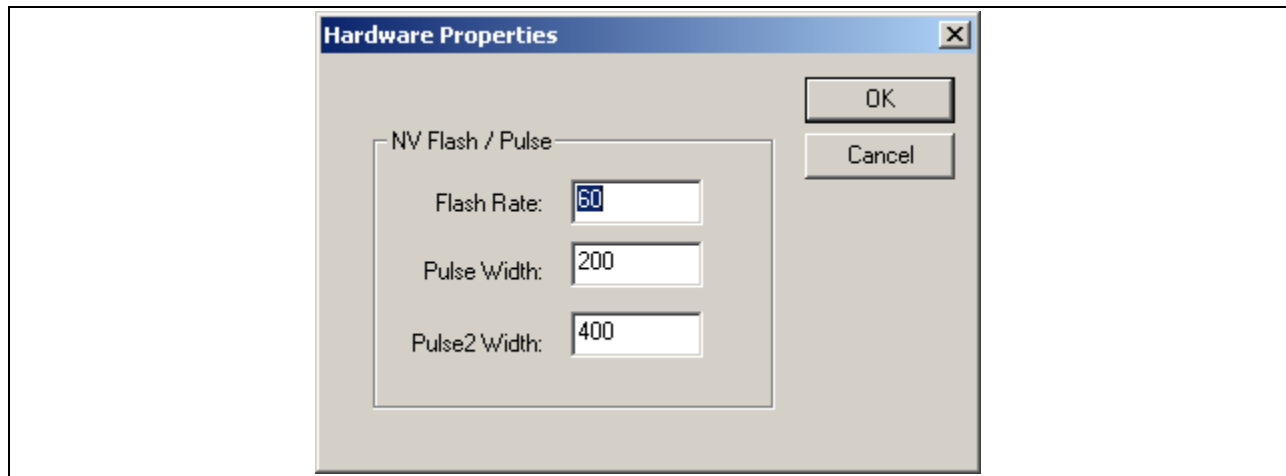 Hardware Properties
OK
Cancel
NV Flash / Pulse
Flash Rate: 60
Pulse Width: 200
Pulse2 Width: 400